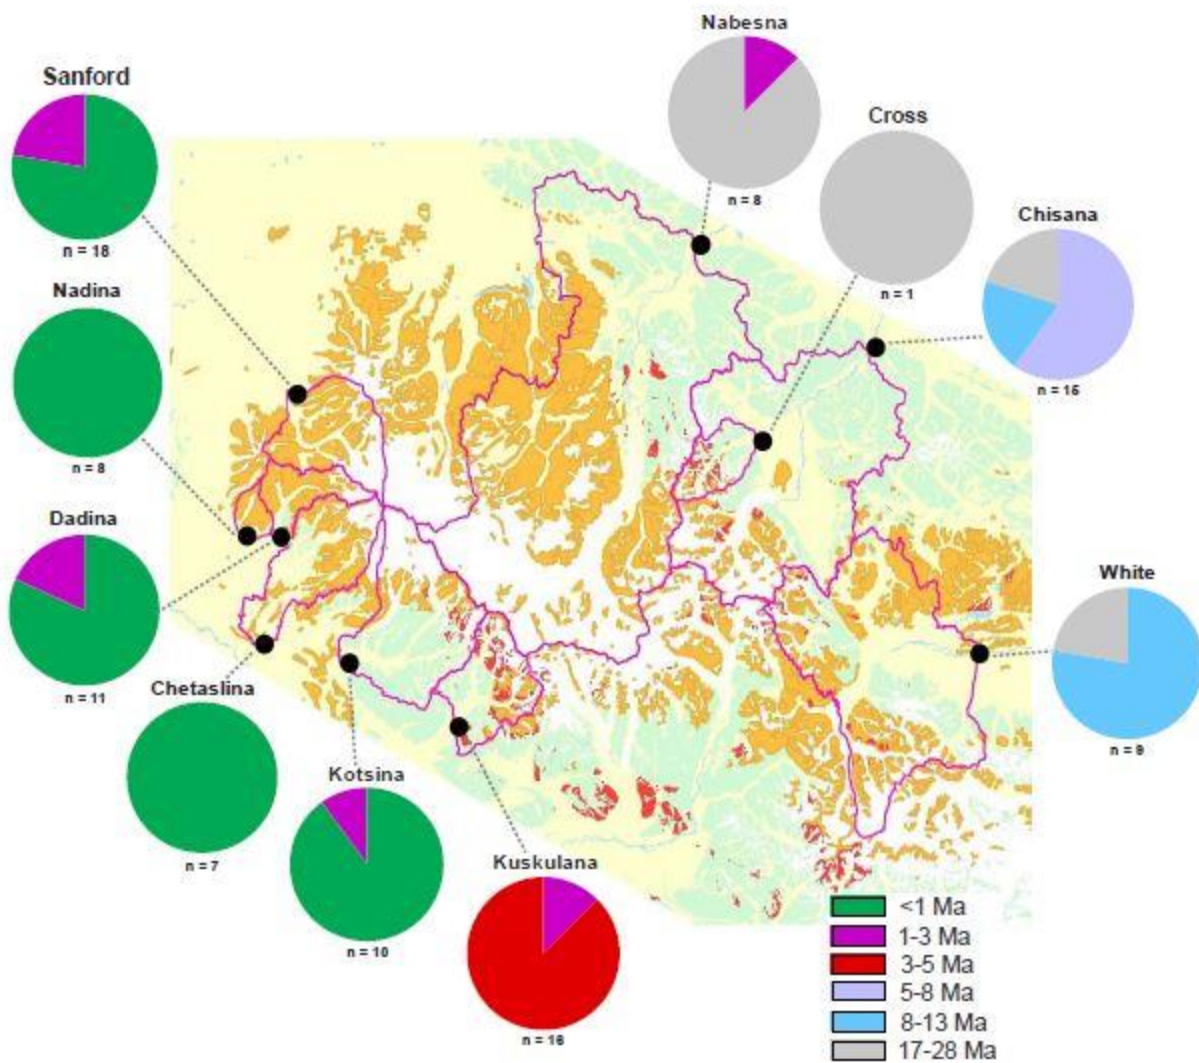 Nabesna
n = 8
Sanford
n = 18
Cross
n = 1
Chisana
n = 15
Nadina
n = 8
Dadina
n = 11
White
n = 9
Chetaslina
n = 7
Kotsina
n = 10
Kuskulana
n = 16
<1 Ma
1-3 Ma
3-5 Ma
5-8 Ma
8-13 Ma
17-28 Ma